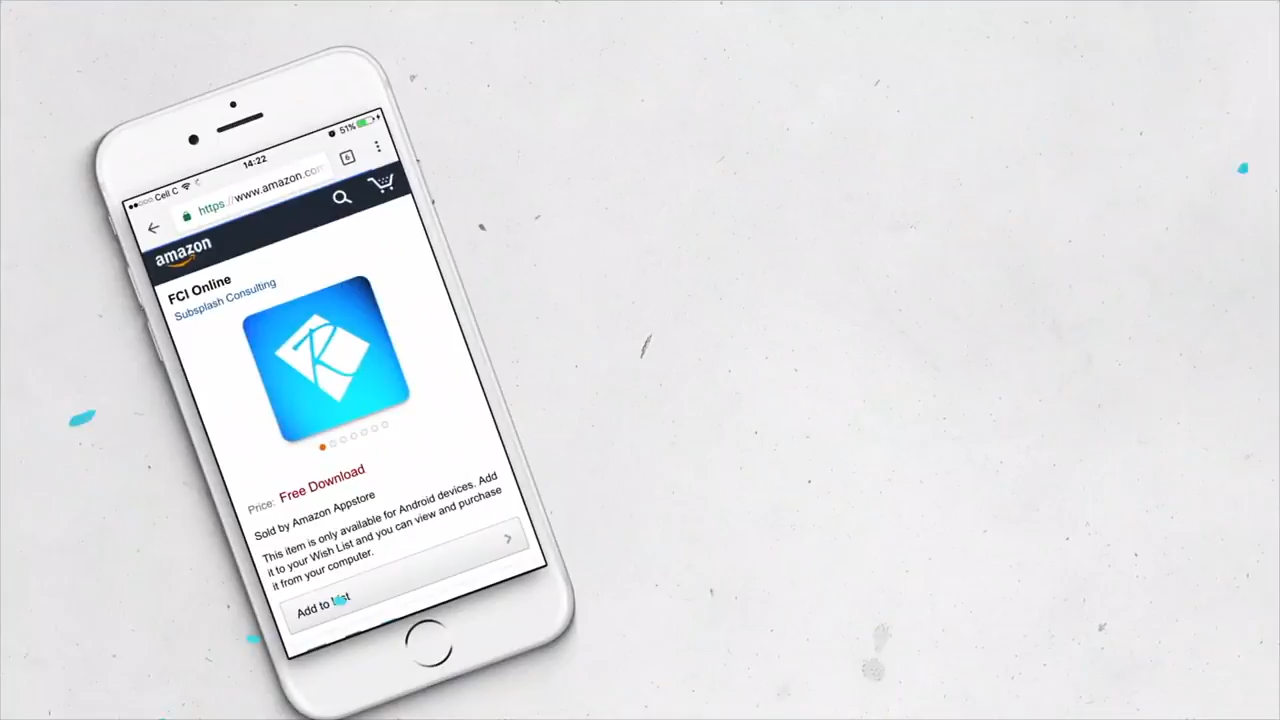 Cell C 14:22 51%
https://www.amazon.com 6
amazon
FCI Online
Subsplash Consulting
R
Price: Free Download
Sold by Amazon Appstore
This item is only available for Android devices. Add
it to your Wish List and you can view and purchase
it from your computer.
Add to List